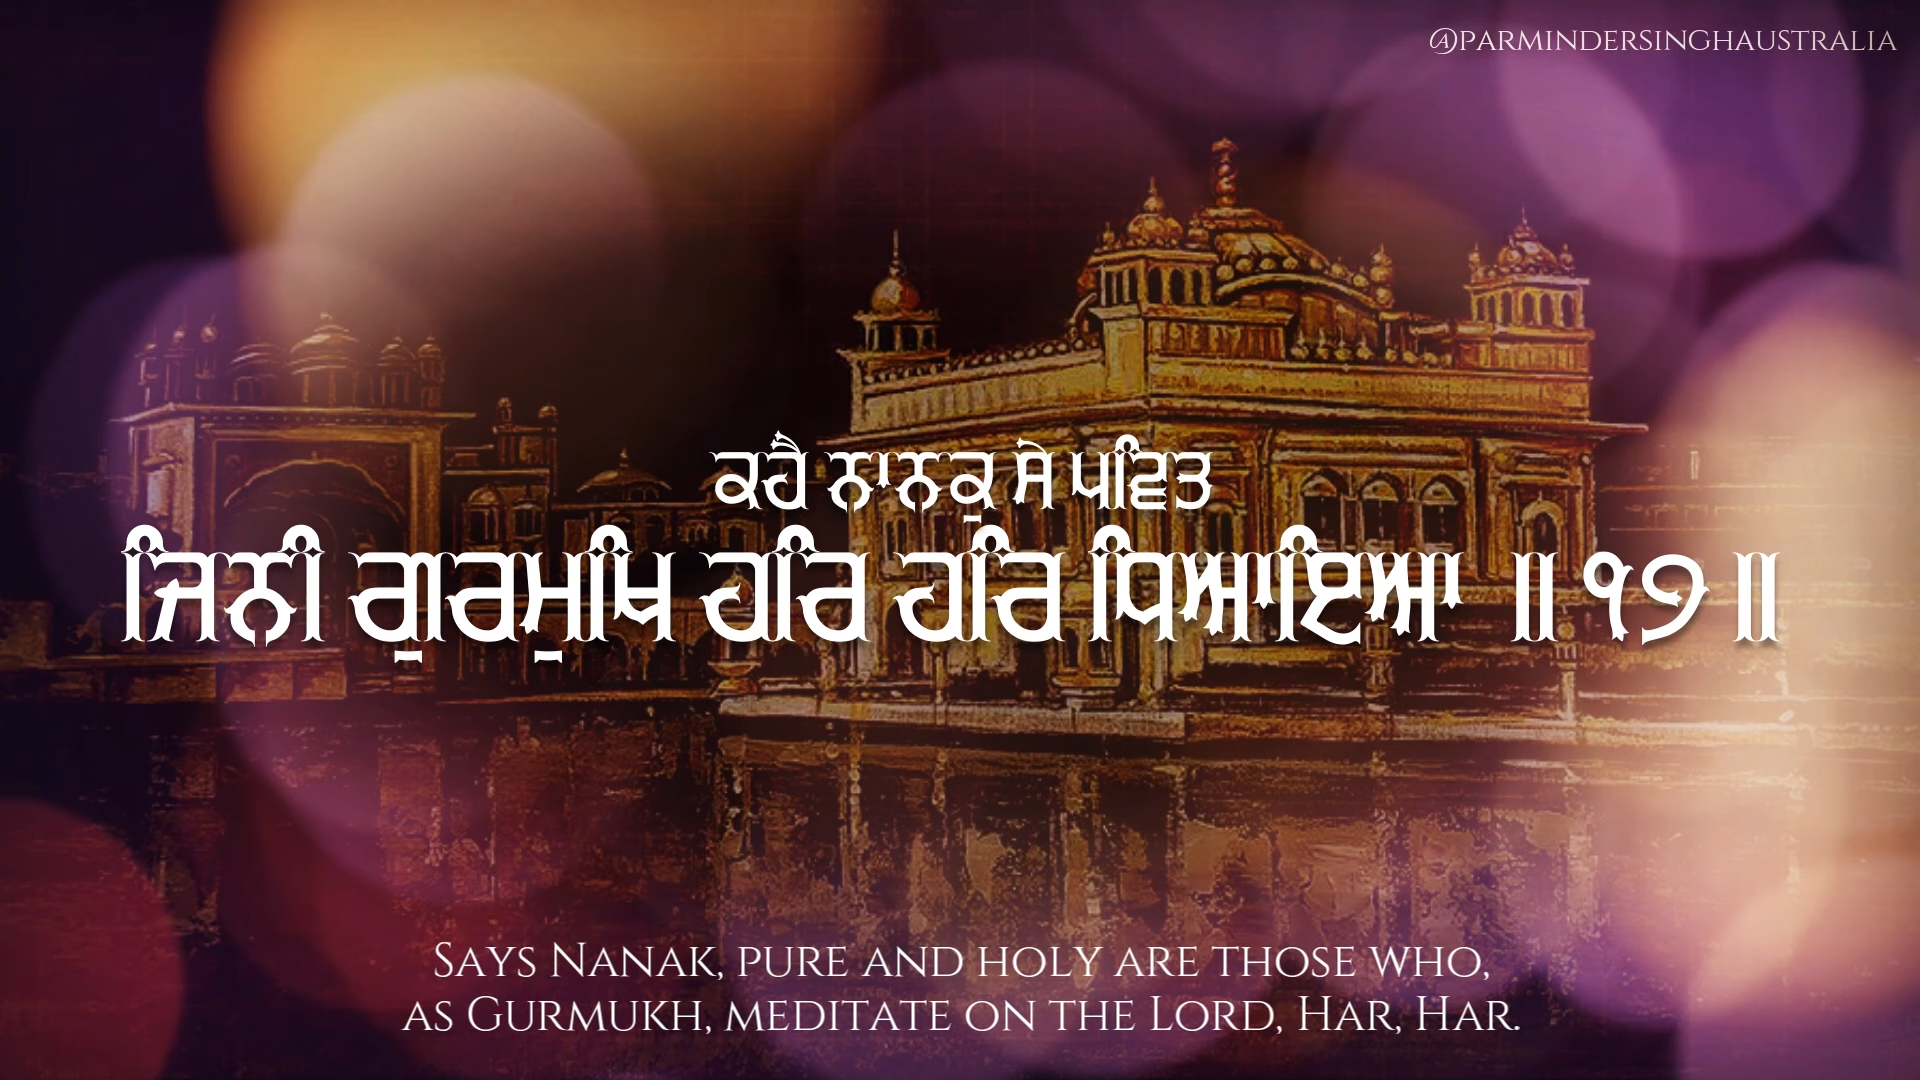 @PARMINDERSINGHAUSTRALIA
ਕਹੈ ਨਾਨਕੁ ਸੇ ਪਵਿਤ
ਜਿਨੀ ਗੁਰਮੁਖਿ ਹਰਿ ਹਰਿ ਧਿਆਇਆ ॥੧੭॥
Says Nanak, pure and holy are those who,
as Gurmukh, meditate on the Lord, Har, Har.